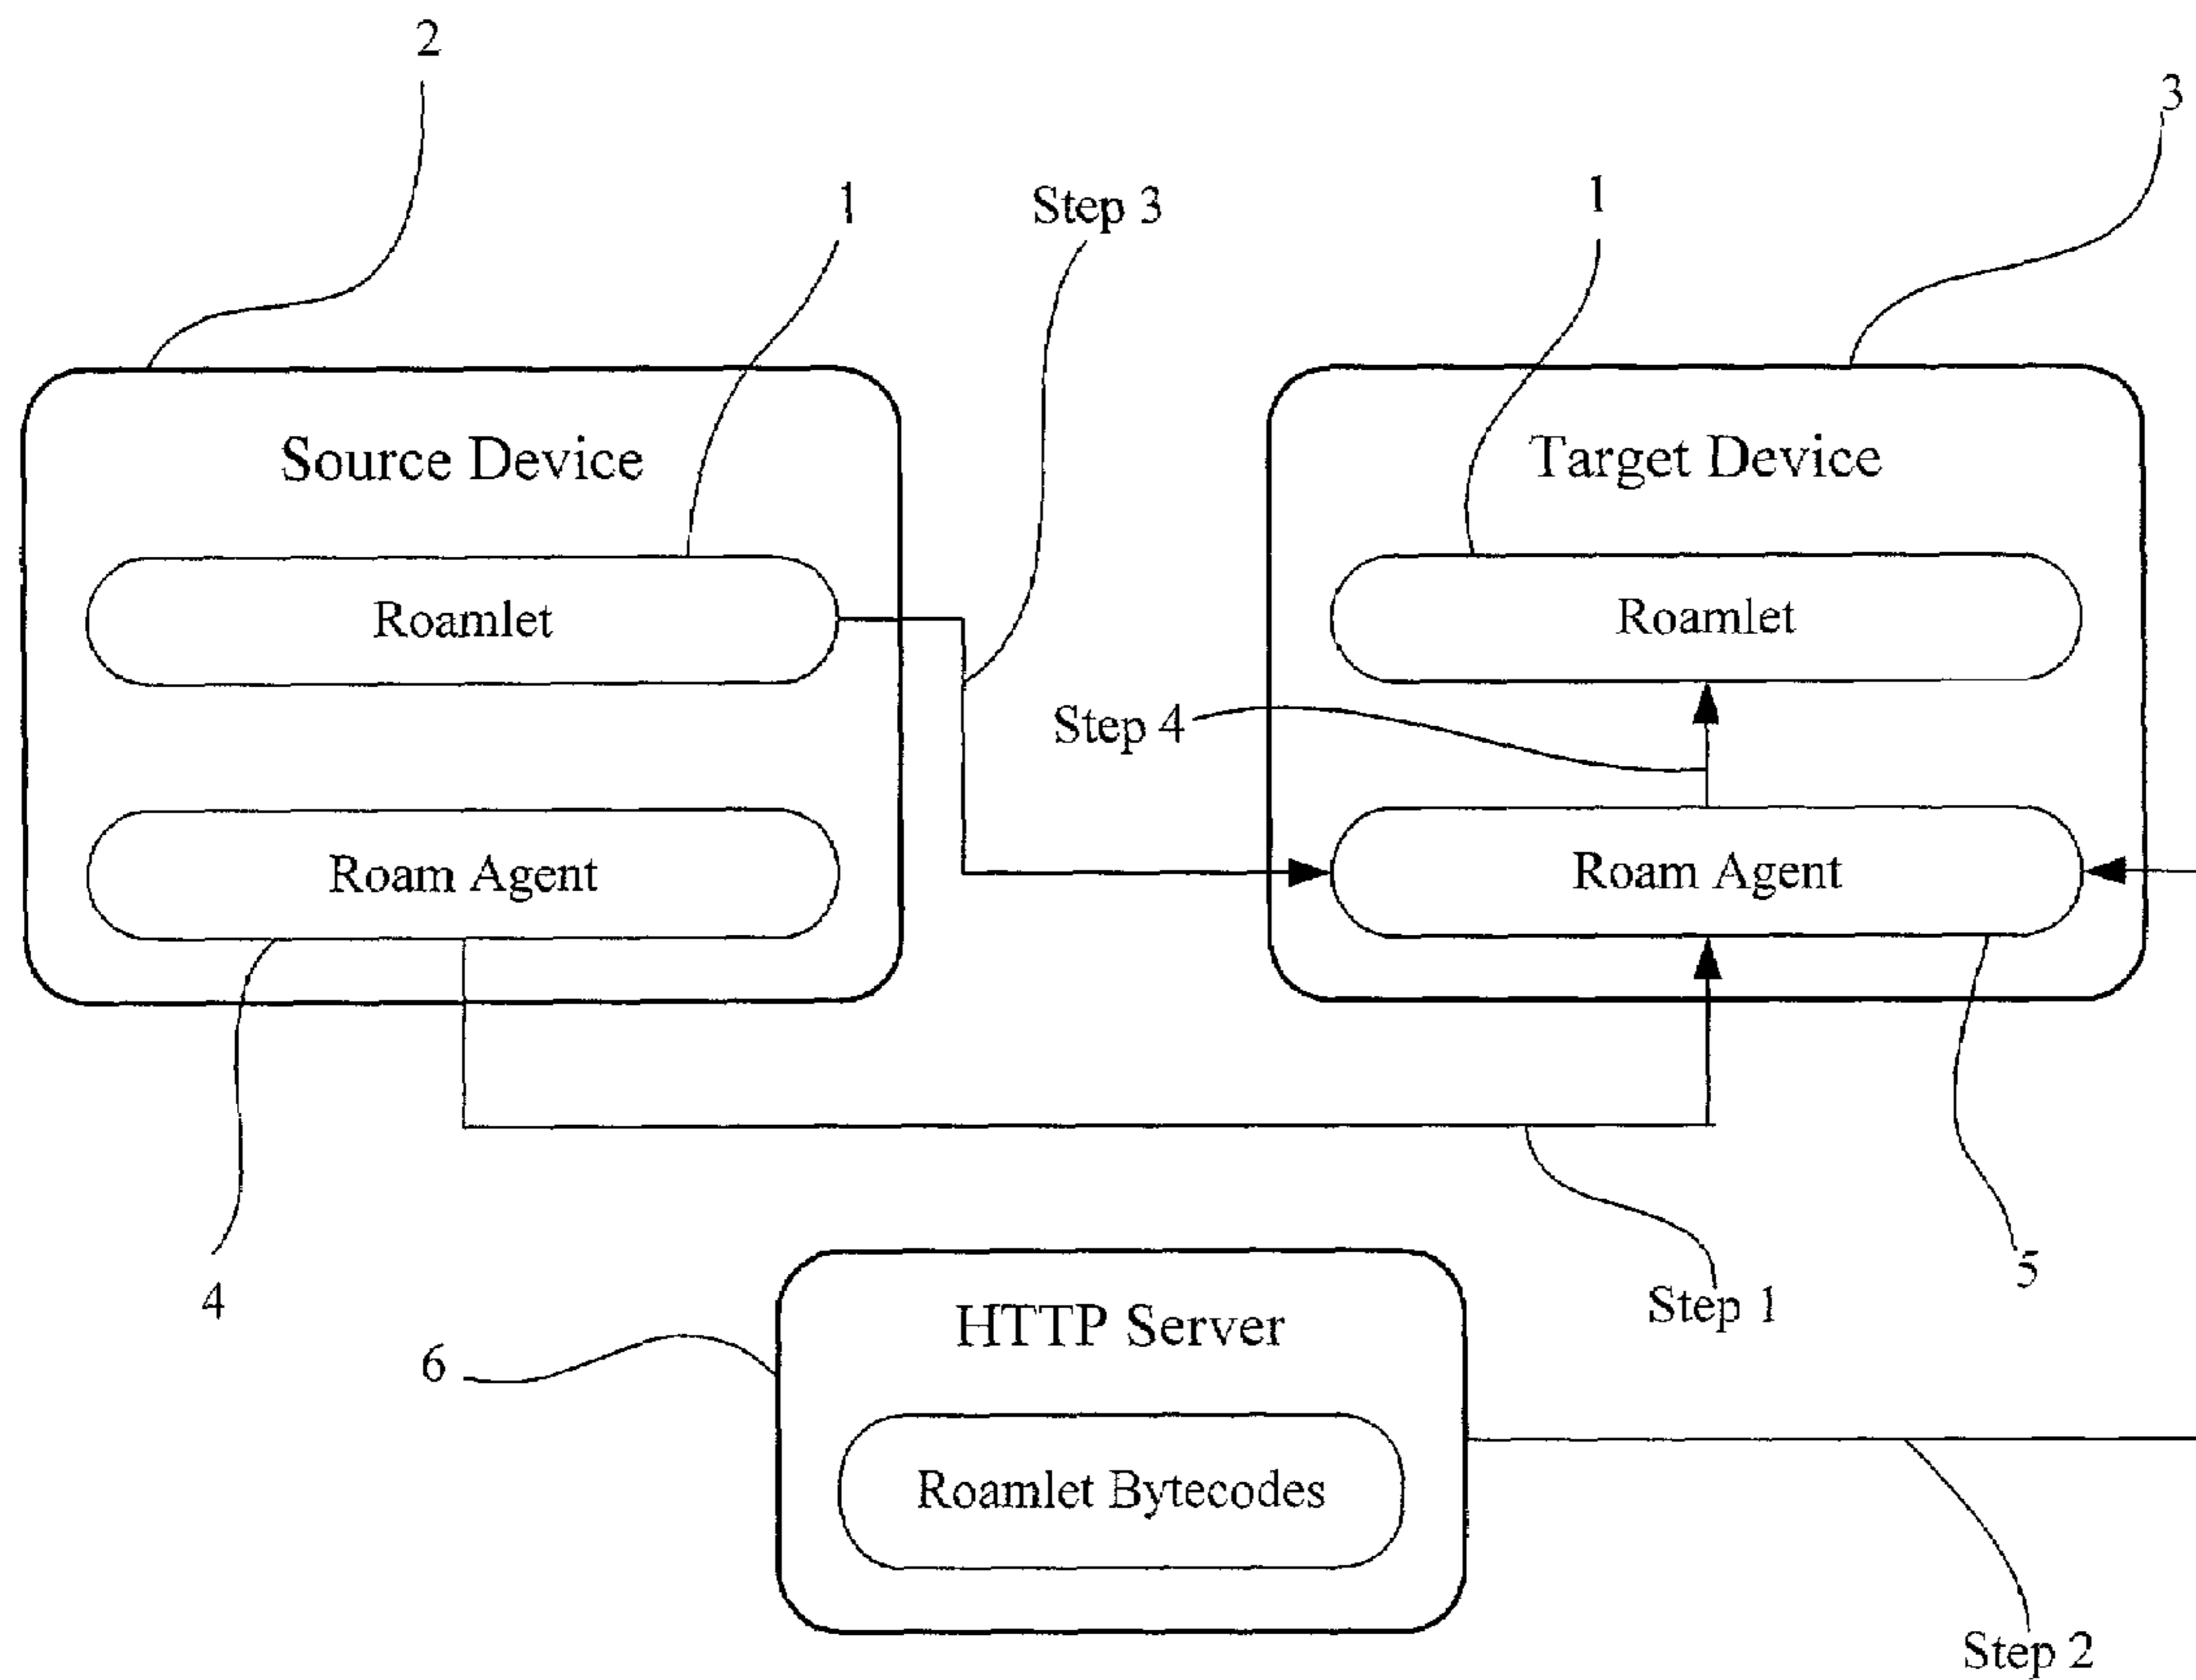 2
3
1
Step 3
1
Source Device
Target Device
Roamlet
Roamlet
Step 4
Roam Agent
Roam Agent
4
5
Step 1
HTTP Server
6
Roamlet Bytecodes
Step 2